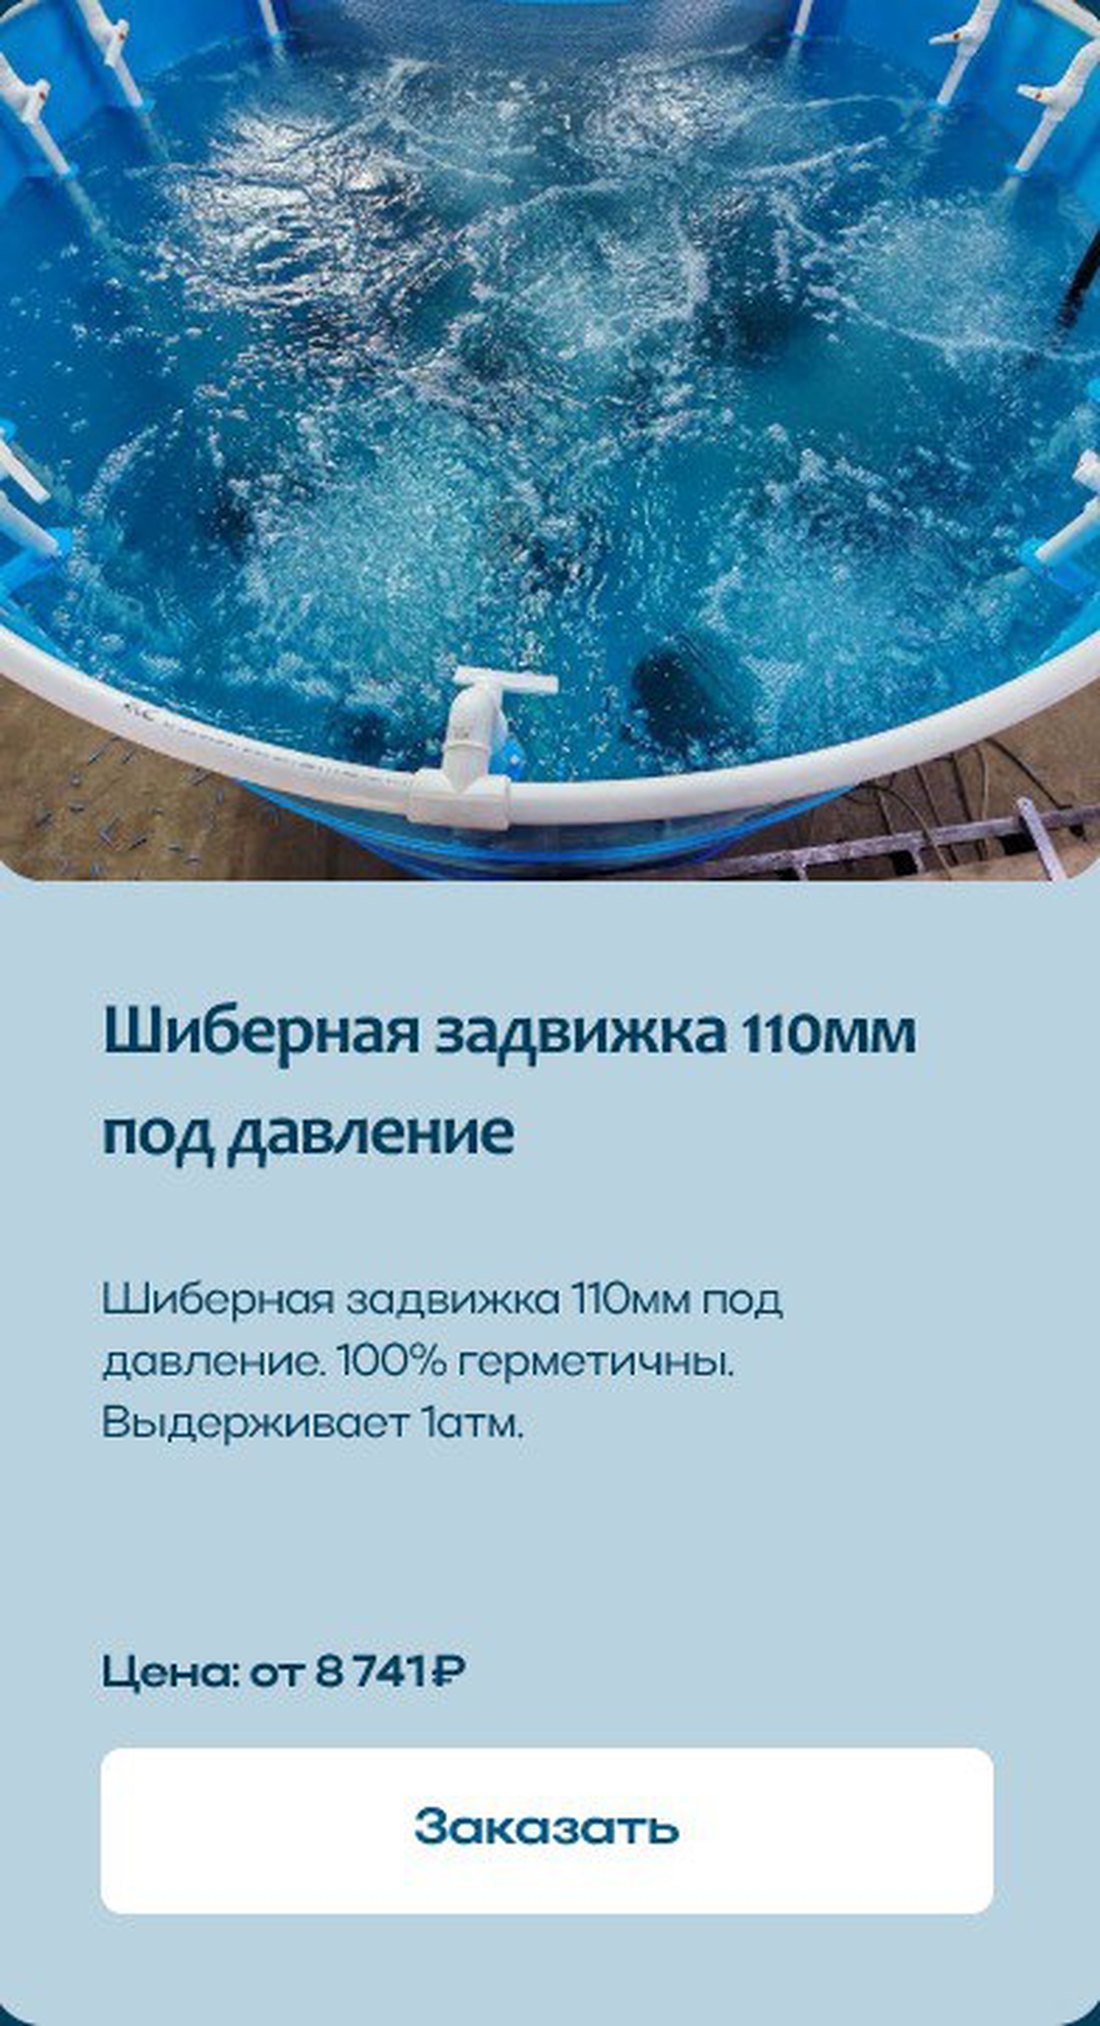 Шиберная задвижка 110мм
под давление
Шиберная задвижка 110мм под
давление. 100% герметичны.
Выдерживает 1атм.
Цена: от 8 741 ₽
Заказать